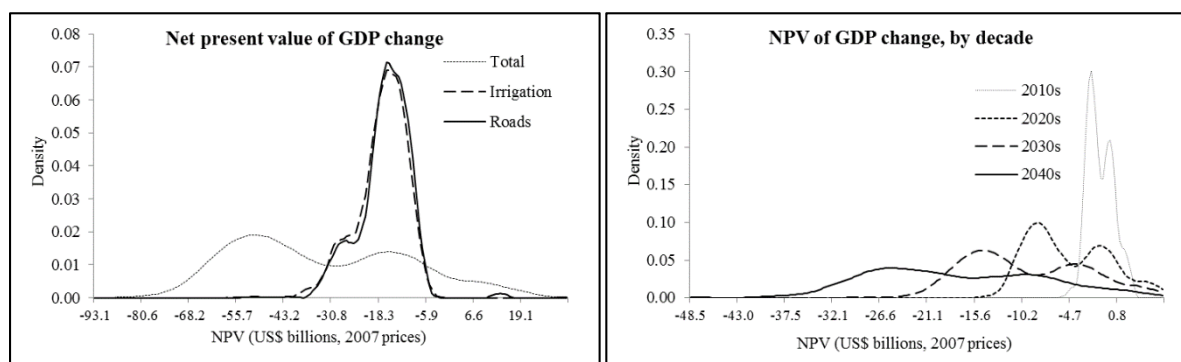 Net present value of GDP change
0.08
0.07
0.06
0.05
0.04
0.03
0.02
0.01
0.00
Density
Total
Irrigation
Roads
-93.1 -80.6 -68.2 -55.7 -43.2 -30.8 -18.3 -5.9 6.6 19.1
NPV (US$ billions, 2007 prices)
NPV of GDP change, by decade
0.35
0.30
0.25
0.20
0.15
0.10
0.05
0.00
Density
2010s
2020s
2030s
2040s
-48.5 -43.0 -37.5 -32.1 -26.6 -21.1 -15.6 -10.2 -4.7 0.8
NPV (US$ billions, 2007 prices)